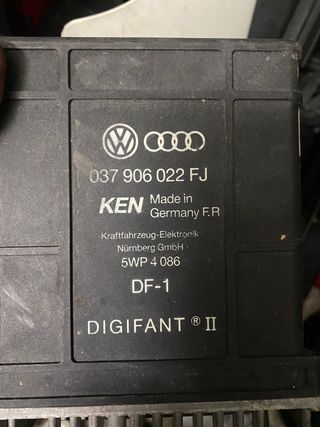 037 906 022 FJ
KEN Made in
Germany F.R
Kraftfahrzeug-Elektronik
Nürnberg GmbH
5WP 4 086
DF-1
DIGIFANT ® II